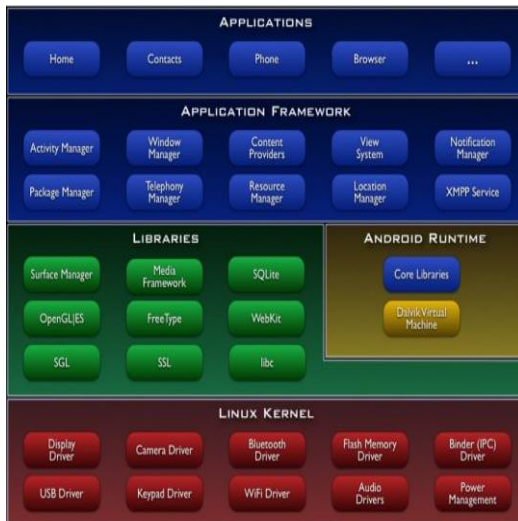 APPLICATIONS
Home
Contacts
Phone
Browser
...
APPLICATION FRAMEWORK
Activity Manager
Window
Manager
Content
Providers
View
System
Notification
Manager
Package Manager
Telephony
Manager
Resource
Manager
Location
Manager
XMPP Service
LIBRARIES
Surface Manager
Media
Framework
SQLite
OpenGL|ES
FreeType
WebKit
SGL
SSL
libc
ANDROID RUNTIME
Core Libraries
Dalvik Virtual
Machine
LINUX KERNEL
Display
Driver
Camera Driver
Bluetooth
Driver
Flash Memory
Driver
Binder (IPC)
Driver
USB Driver
Keypad Driver
WiFi Driver
Audio
Drivers
Power
Management